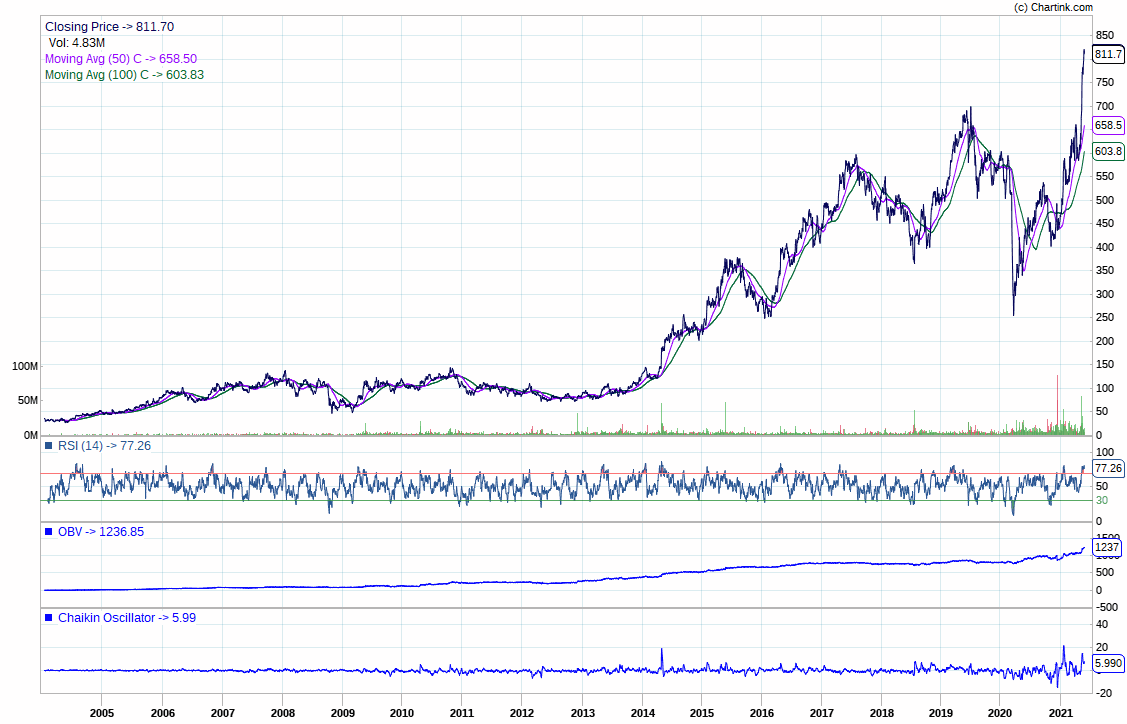 (c) Chartink.com
Closing Price -> 811.70
Vol: 4.83M
Moving Avg (50) C -> 658.50
Moving Avg (100) C -> 603.83
850
811.7
750
700
658.5
603.8
550
500
450
400
350
300
250
200
150
100
50
0
100M
50M
0M
RSI (14) -> 77.26
100
77.26
50
30
0
OBV -> 1236.85
1500
1237
500
0
-500
Chaikin Oscillator -> 5.99
40
20
5.990
-20
2005 2006 2007 2008 2009 2010 2011 2012 2013 2014 2015 2016 2017 2018 2019 2020 2021